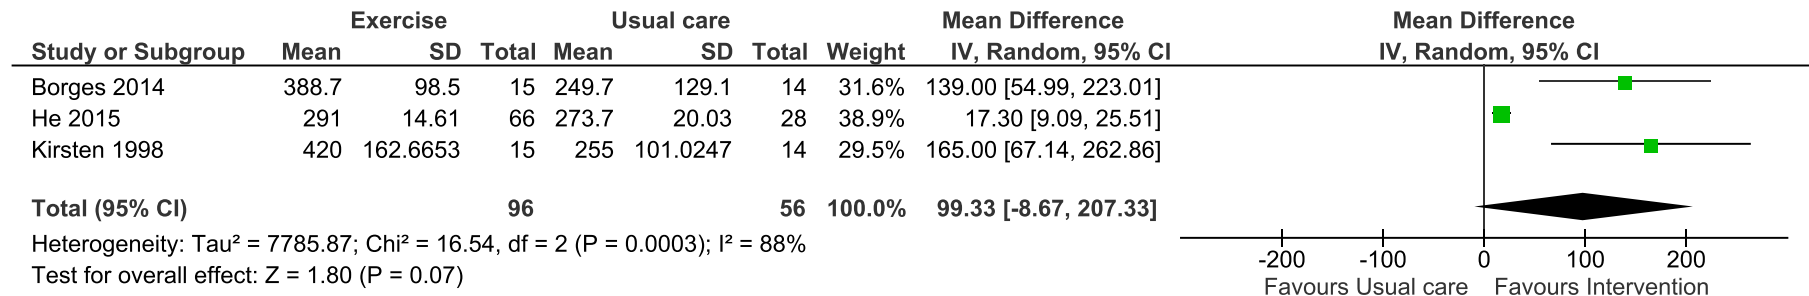 Exercise Usual care Mean Difference Mean Difference
Study or Subgroup Mean SD Total Mean SD Total Weight IV, Random, 95% CI IV, Random, 95% CI
Borges 2014 388.7 98.5 15 249.7 129.1 14 31.6% 139.00 [54.99, 223.01]
He 2015 291 14.61 66 273.7 20.03 28 38.9% 17.30 [9.09, 25.51]
Kirsten 1998 420 162.6653 15 255 101.0247 14 29.5% 165.00 [67.14, 262.86]
Total (95% CI) 96 56 100.0% 99.33 [-8.67, 207.33]
Heterogeneity: Tau² = 7785.87; Chi² = 16.54, df = 2 (P = 0.0003); I² = 88%
Test for overall effect: Z = 1.80 (P = 0.07)
-200 -100 0 100 200
Favours Usual care Favours Intervention